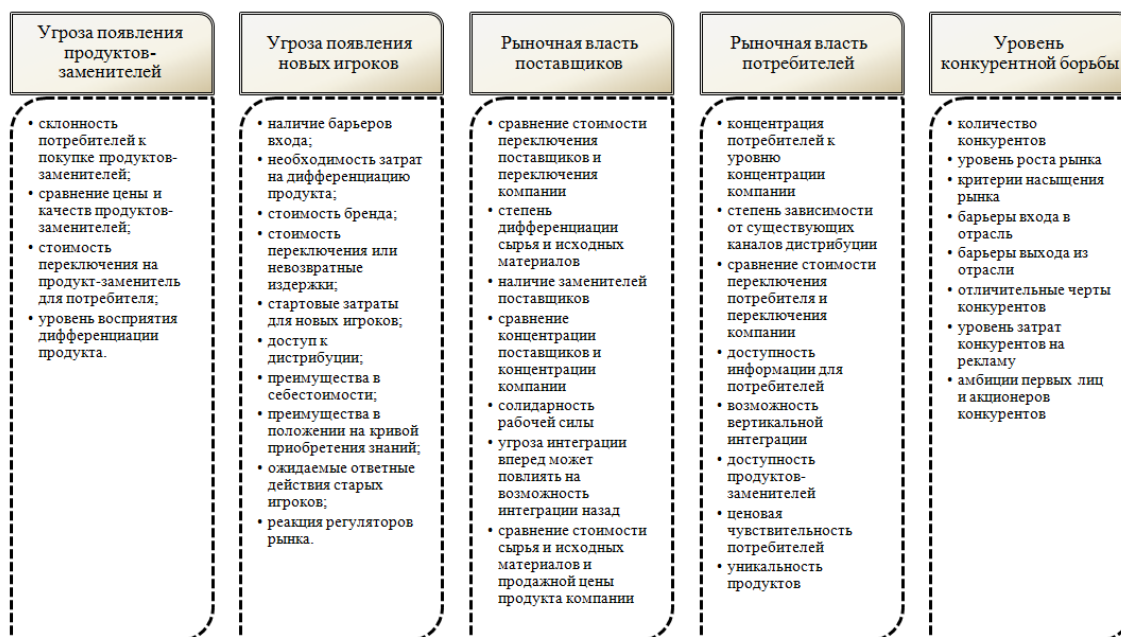 Угроза появления
продуктов-
заменителей
• склонность
потребителей к
покупке продуктов-
заменителей;
• сравнение цены и
качеств продуктов-
заменителей;
• стоимость
переключения на
продукт-заменитель
для потребителя;
• уровень восприятия
дифференциации
продукта.
Угроза появления
новых игроков
• наличие барьеров
входа;
• необходимость затрат
на дифференциацию
продукта;
• стоимость бренда;
• стоимость
переключения или
невозвратные
издержки;
• стартовые затраты
для новых игроков;
• доступ к
дистрибуции;
• преимущества в
себестоимости;
• преимущества в
положении на кривой
приобретения знаний;
• ожидаемые ответные
действия старых
игроков;
• реакция регуляторов
рынка.
Рыночная власть
поставщиков
• сравнение стоимости
переключения
поставщиков и
переключения
компании
• степень
дифференциации
сырья и исходных
материалов
• наличие заменителей
поставщиков
• сравнение
концентрации
поставщиков и
концентрации
компании
• солидарность
рабочей силы
• угроза интеграции
вперед может
повлиять на
возможность
интеграции назад
• сравнение стоимости
сырья и исходных
материалов и
продажной цены
продукта компании
Рыночная власть
потребителей
• концентрация
потребителей к
уровню
концентрации
компании
• степень зависимости
от существующих
каналов дистрибуции
• сравнение стоимости
переключения
потребителя и
переключения
компании
• доступность
информации для
потребителей
• возможность
вертикальной
интеграции
• доступность
продуктов-
заменителей
• ценовая
чувствительность
потребителей
• уникальность
продуктов
Уровень
конкурентной борьбы
• количество
конкурентов
• уровень роста рынка
• критерии насыщения
рынка
• барьеры входа в
отрасль
• барьеры выхода из
отрасли
• отличительные черты
конкурентов
• уровень затрат
конкурентов на
рекламу
• амбиции первых лиц
и акционеров
конкурентов